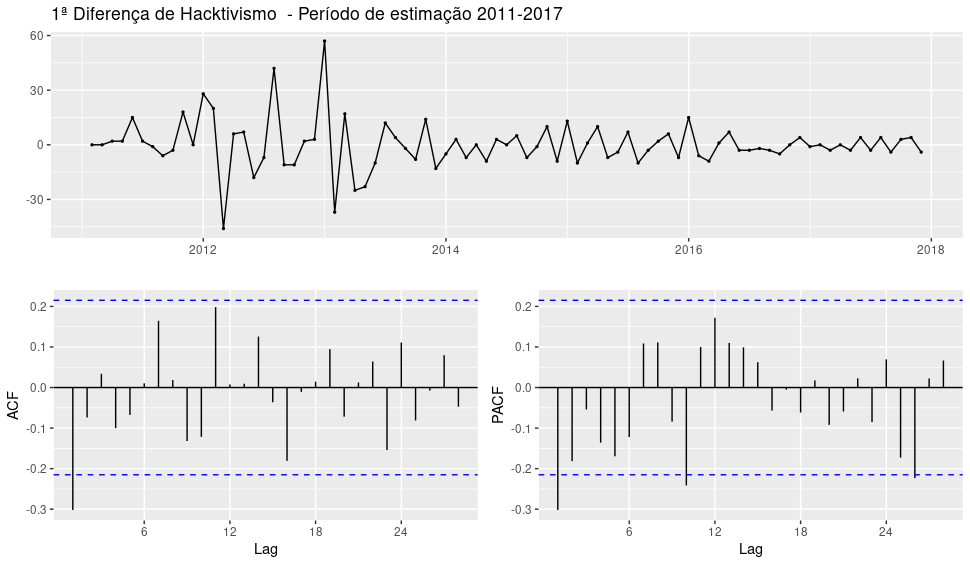 1ª Diferença de Hacktivismo - Período de estimação 2011-2017
60
30
0
-30
2012 2014 2016 2018
ACF
0.2
0.1
0.0
-0.1
-0.2
-0.3
6 12 18 24
Lag
PACF
0.2
0.1
0.0
-0.1
-0.2
-0.3
6 12 18 24
Lag